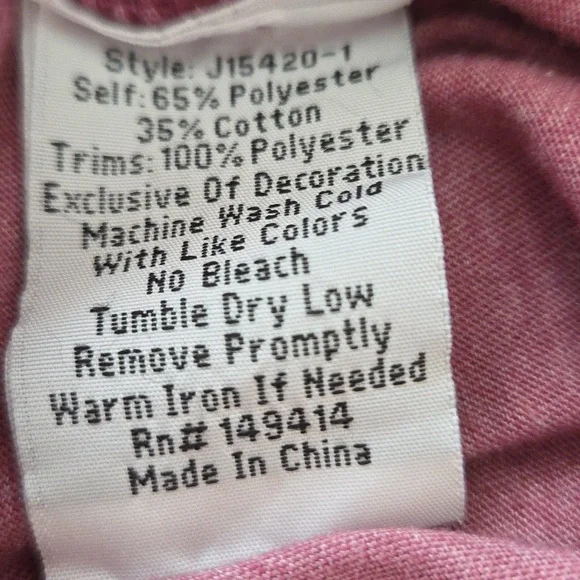 Style: J15420-1
Self: 65% Polyester
35% Cotton
Trims: 100% Polyester
Exclusive Of Decoration
Machine Wash Cold
With Like Colors
No Bleach
Tumble Dry Low
Remove Promptly
Warm Iron If Needed
Rn# 149414
Made In China